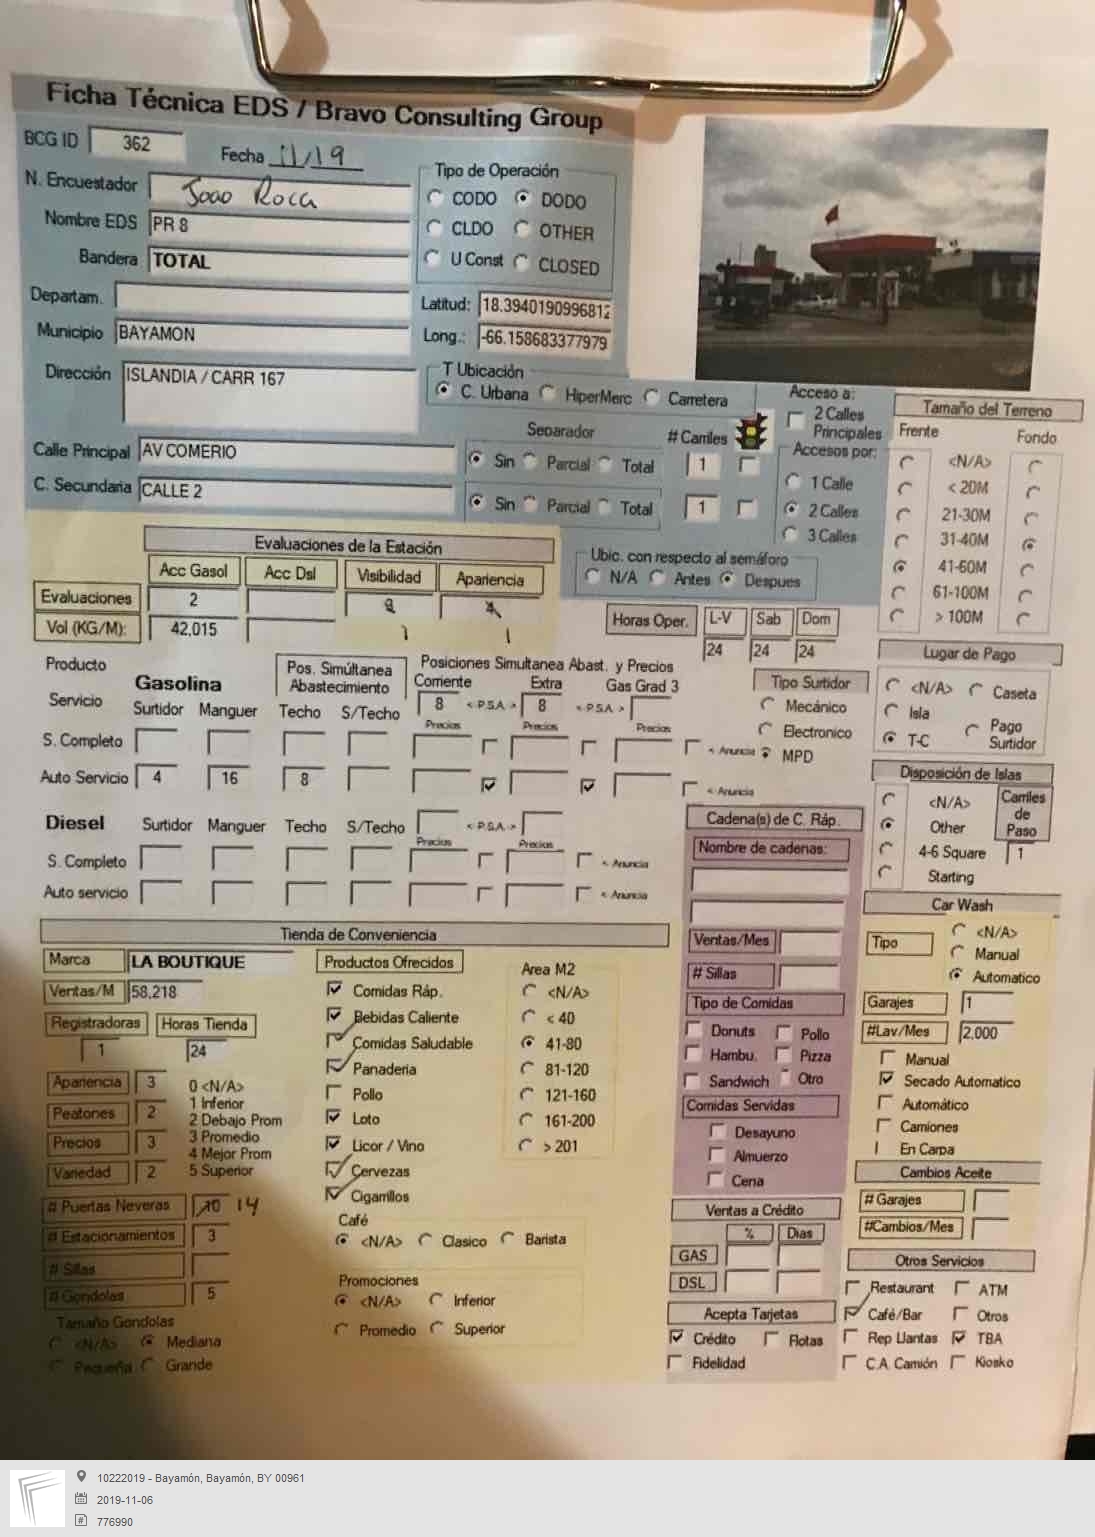 Ficha Técnica EDS / Bravo Consulting Group
BCG ID 362
Fecha 11/19
N. Encuestador Joao Roca
Nombre EDS PR 8
Bandera TOTAL
Tipo de Operación
CODO DODO
CLDO OTHER
U Const CLOSED
Departam.
Municipio BAYAMON
Latitud: 18.3940190996812
Long.: -66.158683377979
Dirección ISLANDIA / CARR 167
T Ubicación
C. Urbana HiperMerc Carretera
Calle Principal AV COMERIO
C. Secundaria CALLE 2
Separador # Carriles
Sin Parcial Total 1
Sin Parcial Total 1
Acceso a:
2 Calles
Principales
Accesos por:
1 Calle
2 Calles
3 Calles
Tamaño del Terreno
Frente Fondo
<N/A>
< 20M
21-30M
31-40M
41-60M
61-100M
> 100M
Ubic. con respecto al semáforo
N/A Antes Despues
Evaluaciones de la Estación
Acc Gasol Acc Dsl Visibilidad Apariencia
Evaluaciones 2
Vol (KG/M): 42,015
1 1
Horas Oper. L-V Sab Dom
24 24 24
Lugar de Pago
<N/A> Caseta
Isla
T-C Pago
Surtidor
Producto Gasolina Pos. Simúltanea
Abastecimiento
Posiciones Simultanea Abast. y Precios
Corriente Extra Gas Grad 3
Servicio Surtidor Manguer Techo S/Techo 8 < P.S.A. > 8 < P.S.A. >
Precios Precios Precios
S. Completo < Anuncia
Auto Servicio 4 16 8 < Anuncia
Tipo Surtidor
Mecánico
Electronico
MPD
Disposición de Islas
<N/A>
Other
4-6 Square
Starting
Carriles
de
Paso
1
Diesel Surtidor Manguer Techo S/Techo < P.S.A. >
Precios Precios
S. Completo < Anuncia
Auto servicio < Anuncia
Cadena(s) de C. Ráp.
Nombre de cadenas:
Ventas/Mes
# Sillas
Tipo de Comidas
Donuts Pollo
Hambu. Pizza
Sandwich Otro
Comidas Servidas
Desayuno
Almuerzo
Cena
Car Wash
Tipo <N/A>
Manual
Automatico
Garajes 1
#Lav/Mes 2,000
Manual
Secado Automatico
Automático
Camiones
En Carpa
Cambios Aceite
# Garajes
#Cambios/Mes
Tienda de Conveniencia
Marca LA BOUTIQUE
Ventas/M 58,218
Registradoras Horas Tienda
1 24
Apariencia 3
Peatones 2
Precios 3
Variedad 2
0 <N/A>
1 Inferior
2 Debajo Prom
3 Promedio
4 Mejor Prom
5 Superior
# Puertas Neveras 10 14
# Estacionamientos 3
# Sillas
# Gondolas 5
Tamaño Gondolas
<N/A> Mediana
Pequeña Grande
Productos Ofrecidos
Comidas Ráp.
Bebidas Caliente
Comidas Saludable
Panaderia
Pollo
Loto
Licor / Vino
Cervezas
Cigarrillos
Area M2
<N/A>
< 40
41-80
81-120
121-160
161-200
> 201
Café
<N/A> Clasico Barista
Promociones
<N/A> Inferior
Promedio Superior
Ventas a Crédito
% Dias
GAS
DSL
Acepta Tarjetas
Crédito Flotas
Fidelidad
Otros Servicios
Restaurant ATM
Café/Bar Otros
Rep Llantas TBA
C.A. Camión Kiosko
10222019 - Bayamón, Bayamón, BY 00961
2019-11-06
776990